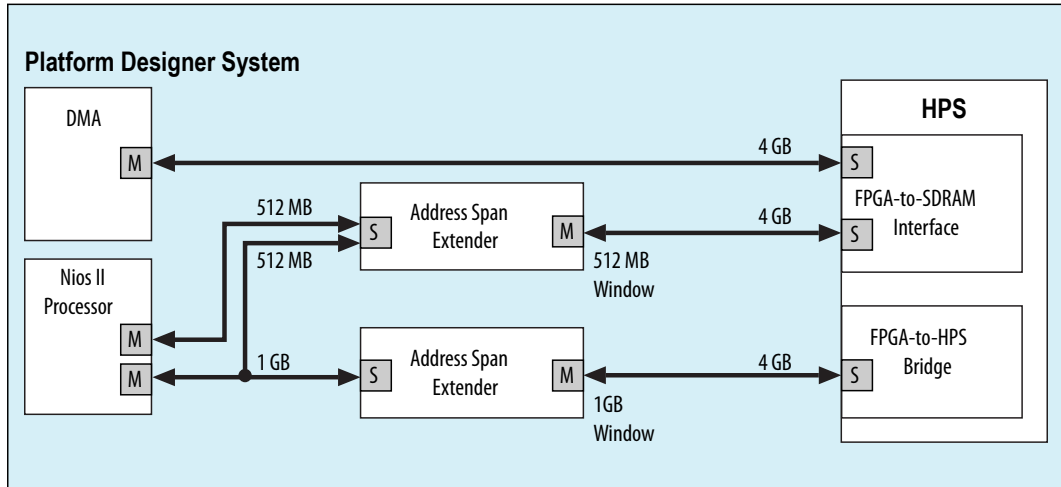 Platform Designer System
DMA
M
4 GB
HPS
S
FPGA-to-SDRAM
Interface
S
512 MB
512 MB
S
Address Span
Extender
M
4 GB
512 MB
Window
Nios II
Processor
M
M
1 GB
S
Address Span
Extender
M
4 GB
1GB
Window
S
FPGA-to-HPS
Bridge